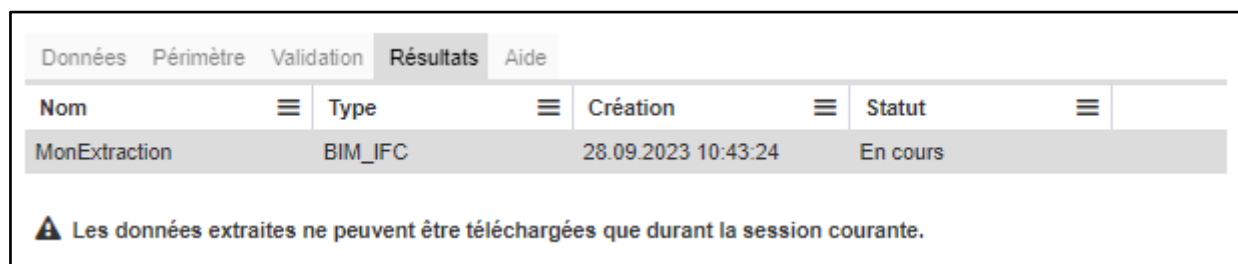 Données Périmètre Validation Résultats Aide
Nom Type Création Statut
MonExtraction BIM_IFC 28.09.2023 10:43:24 En cours
Les données extraites ne peuvent être téléchargées que durant la session courante.